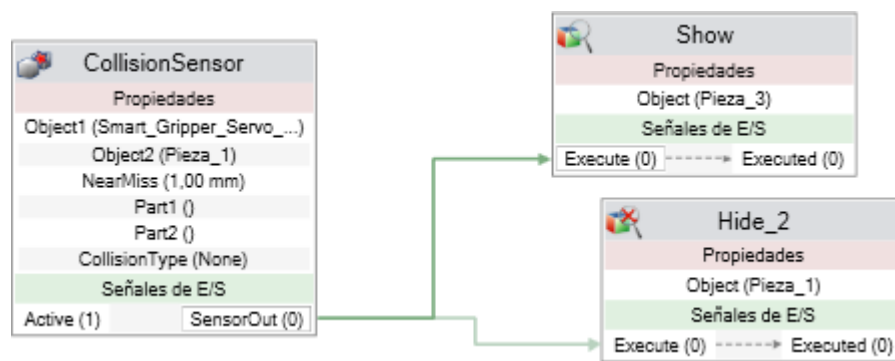 CollisionSensor
Propiedades
Object1 (Smart_Gripper_Servo_...)
Object2 (Pieza_1)
NearMiss (1,00 mm)
Part1 ()
Part2 ()
CollisionType (None)
Señales de E/S
Active (1) SensorOut (0)
Show
Propiedades
Object (Pieza_3)
Señales de E/S
Execute (0) Executed (0)
Hide_2
Propiedades
Object (Pieza_1)
Señales de E/S
Execute (0) Executed (0)